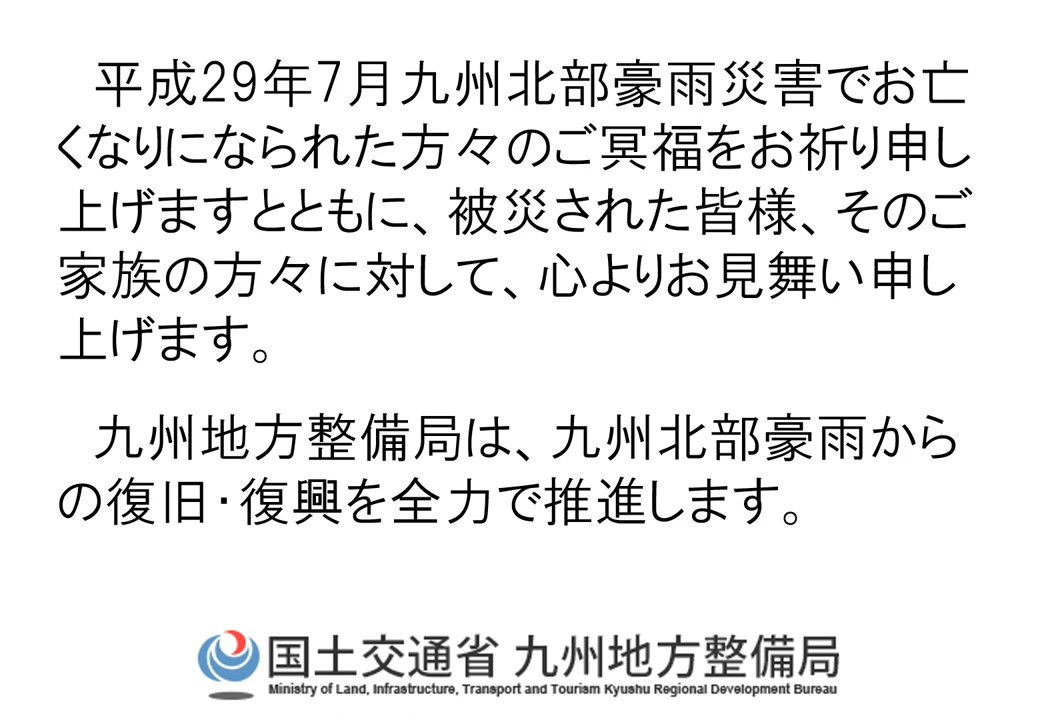 平成29年7月九州北部豪雨災害でお亡
くなりになられた方々のご冥福をお祈り申し
上げますとともに、被災された皆様、そのご
家族の方々に対して、心よりお見舞い申し
上げます。
九州地方整備局は、九州北部豪雨から
の復旧・復興を全力で推進します。
国土交通省 九州地方整備局
Ministry of Land, Infrastructure, Transport and Tourism Kyushu Regional Development Bureau